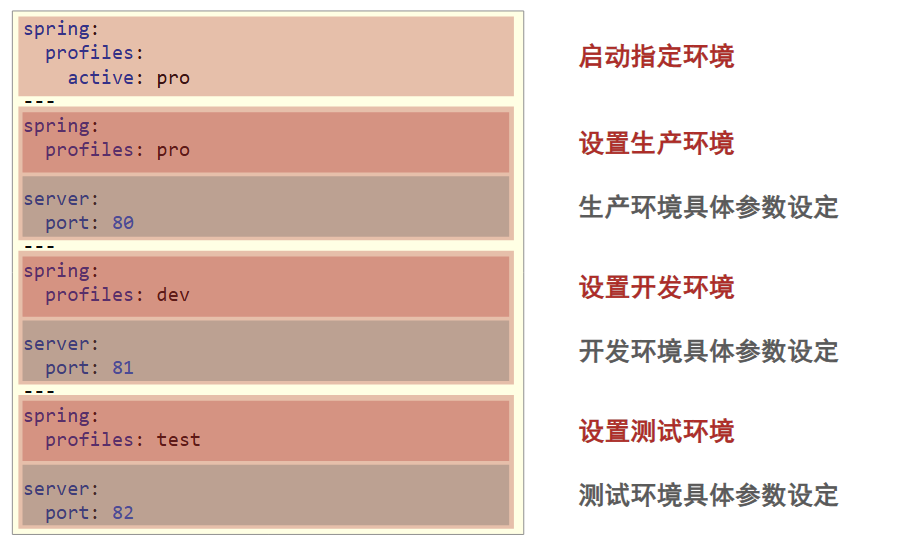 spring:
  profiles:
    active: pro
启动指定环境
---
spring:
  profiles: pro
设置生产环境
server:
  port: 80
生产环境具体参数设定
---
spring:
  profiles: dev
设置开发环境
server:
  port: 81
开发环境具体参数设定
---
spring:
  profiles: test
设置测试环境
server:
  port: 82
测试环境具体参数设定